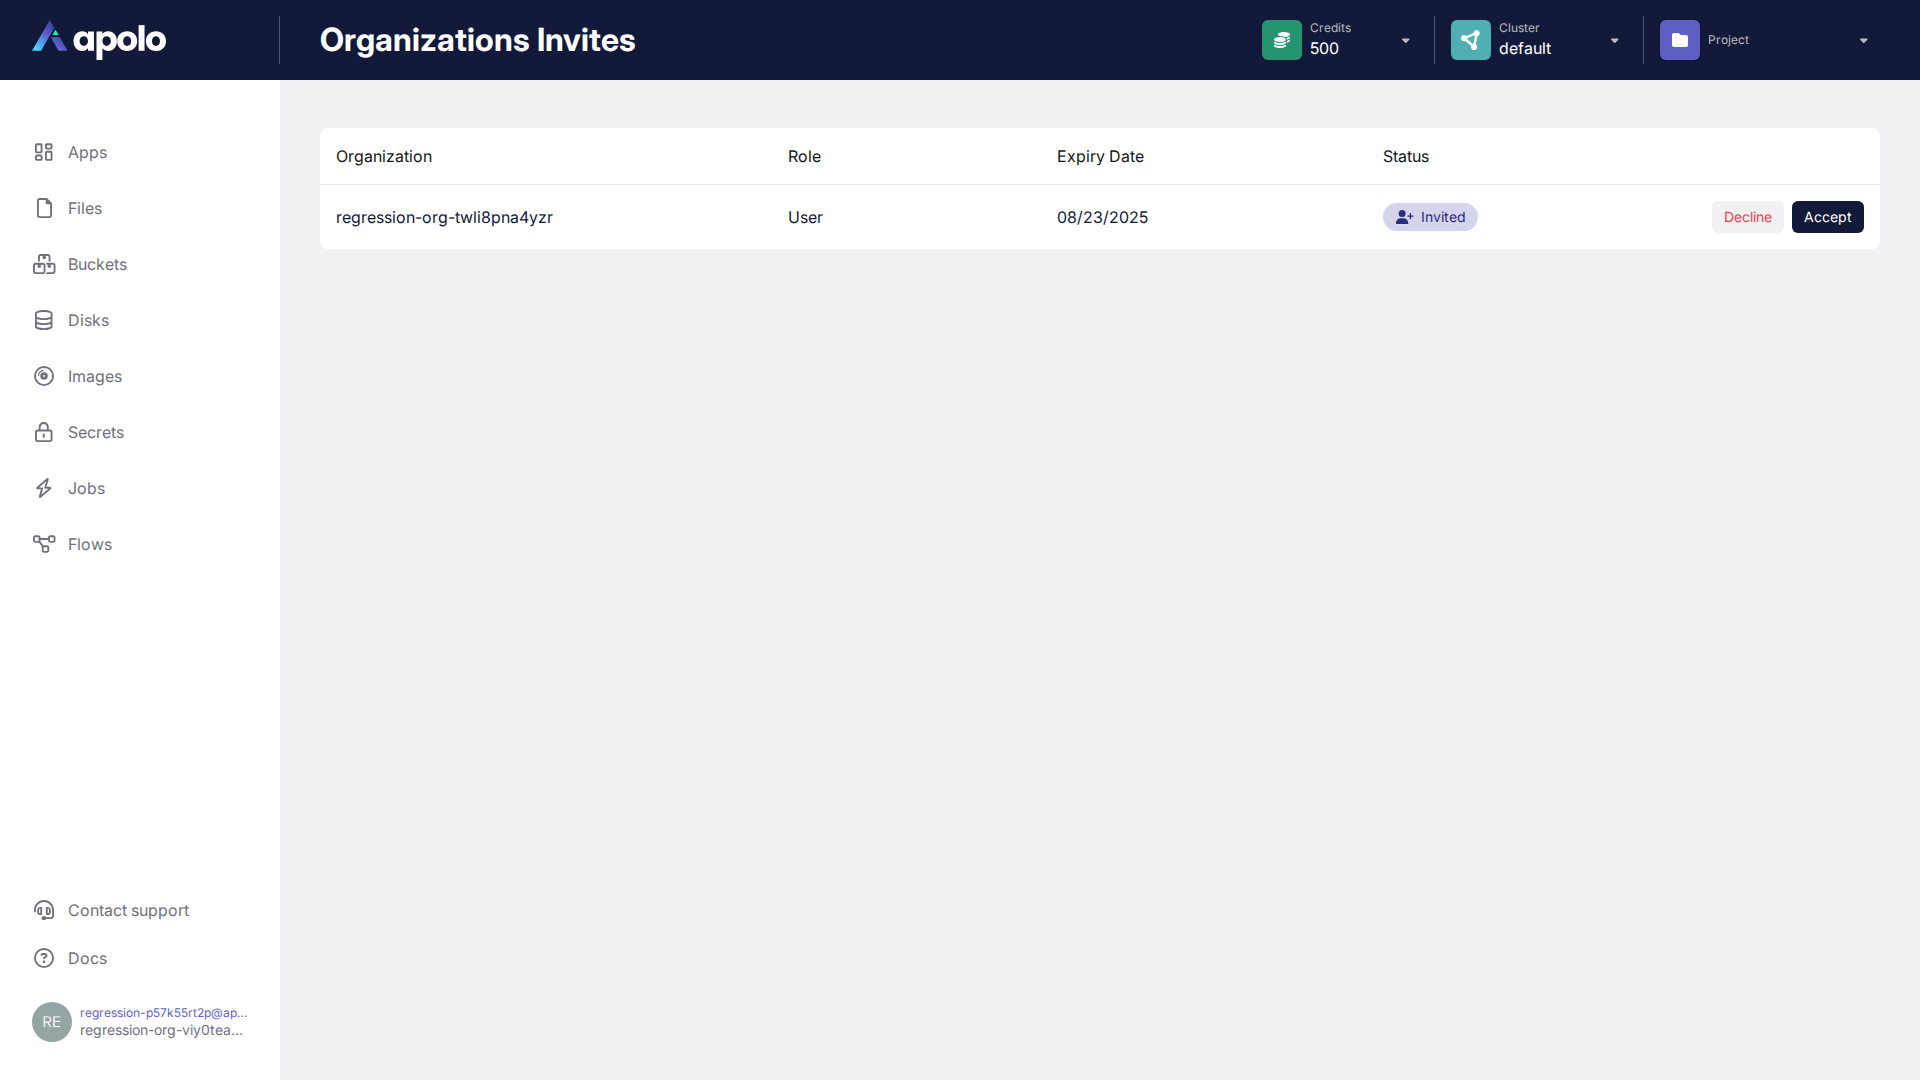 apolo
Organizations Invites
Credits
500
Cluster
default
Project
Apps
Files
Buckets
Disks
Images
Secrets
Jobs
Flows
Organization Role Expiry Date Status
regression-org-twli8pna4yzr User 08/23/2025 Invited Decline Accept
Contact support
Docs
RE
regression-p57k55rt2p@ap...
regression-org-viy0tea...